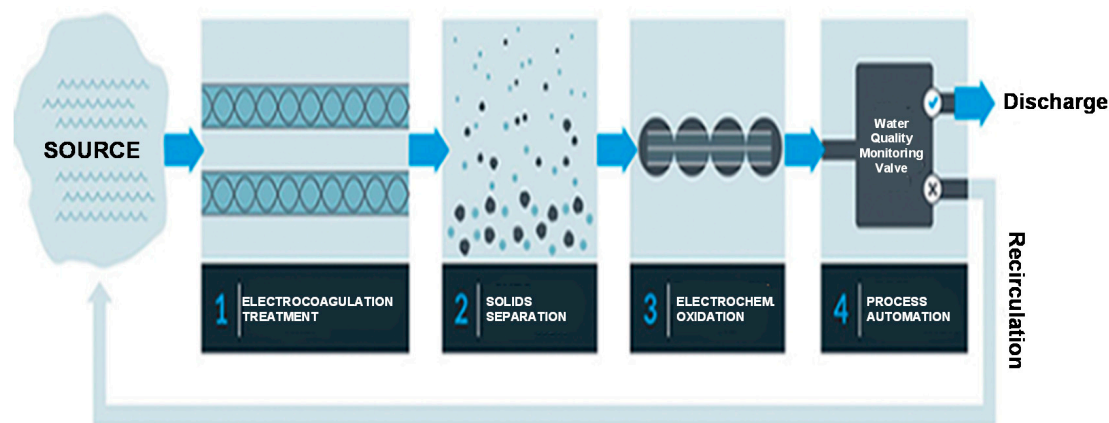 SOURCE
1 ELECTROCOAGULATION
TREATMENT
2 SOLIDS
SEPARATION
3 ELECTROCHEM.
OXIDATION
4 PROCESS
AUTOMATION
Water
Quality
Monitoring
Valve
Discharge
Recirculation